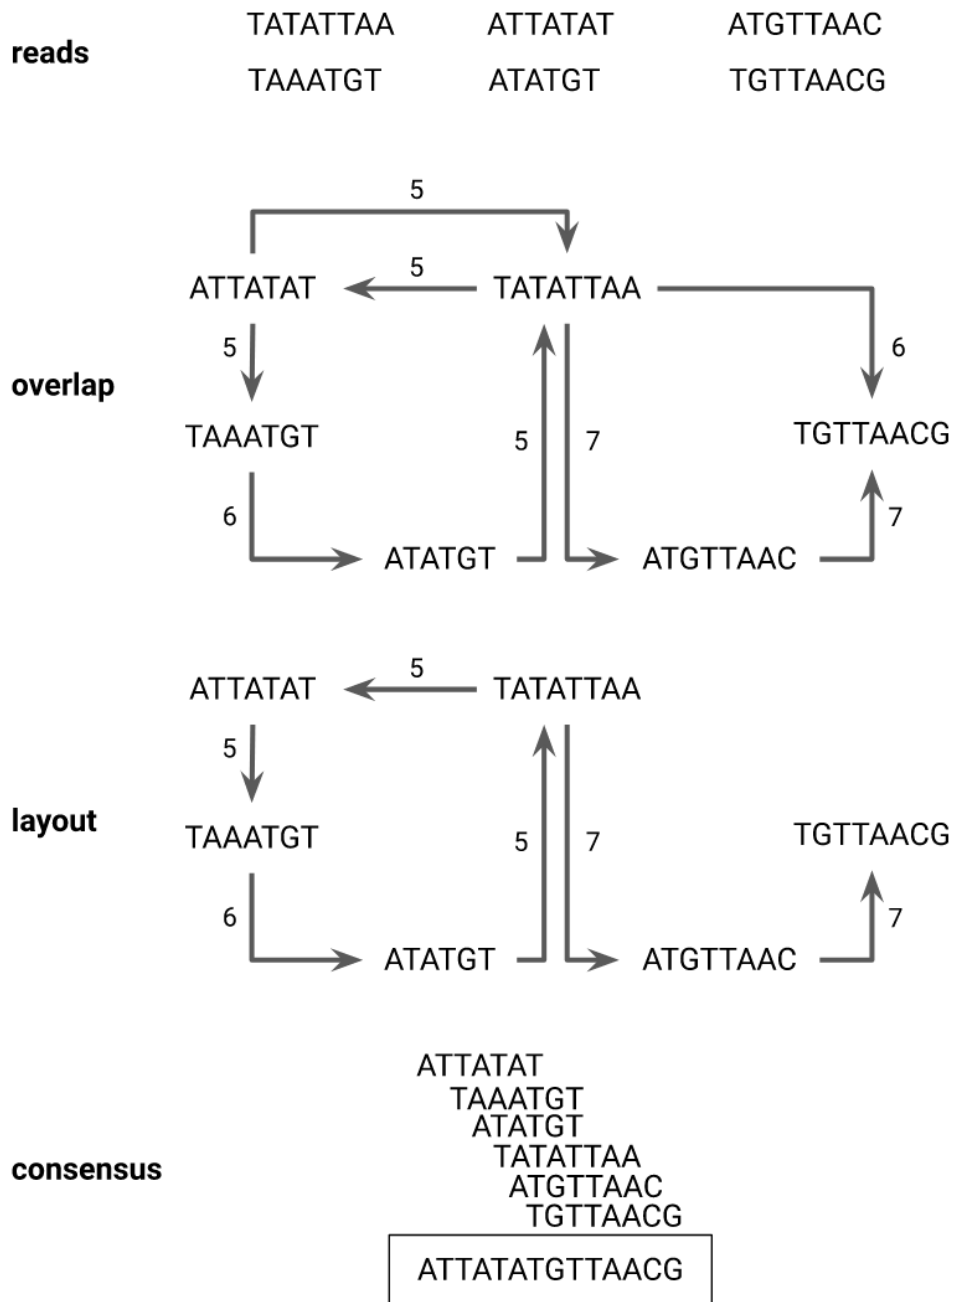 reads
TATATTAA ATTATAT ATGTTAAC
TAAATGT ATATGT TGTTAACG
overlap
5
ATTATAT 5 TATATTAA
5 6
TAAATGT 5 7 TGTTAACG
6 7
ATATGT ATGTTAAC
layout
ATTATAT 5 TATATTAA
5
TAAATGT 5 7 TGTTAACG
6 7
ATATGT ATGTTAAC
consensus
ATTATAT
TAAATGT
ATATGT
TATATTAA
ATGTTAAC
TGTTAACG
ATTATATGTTAACG